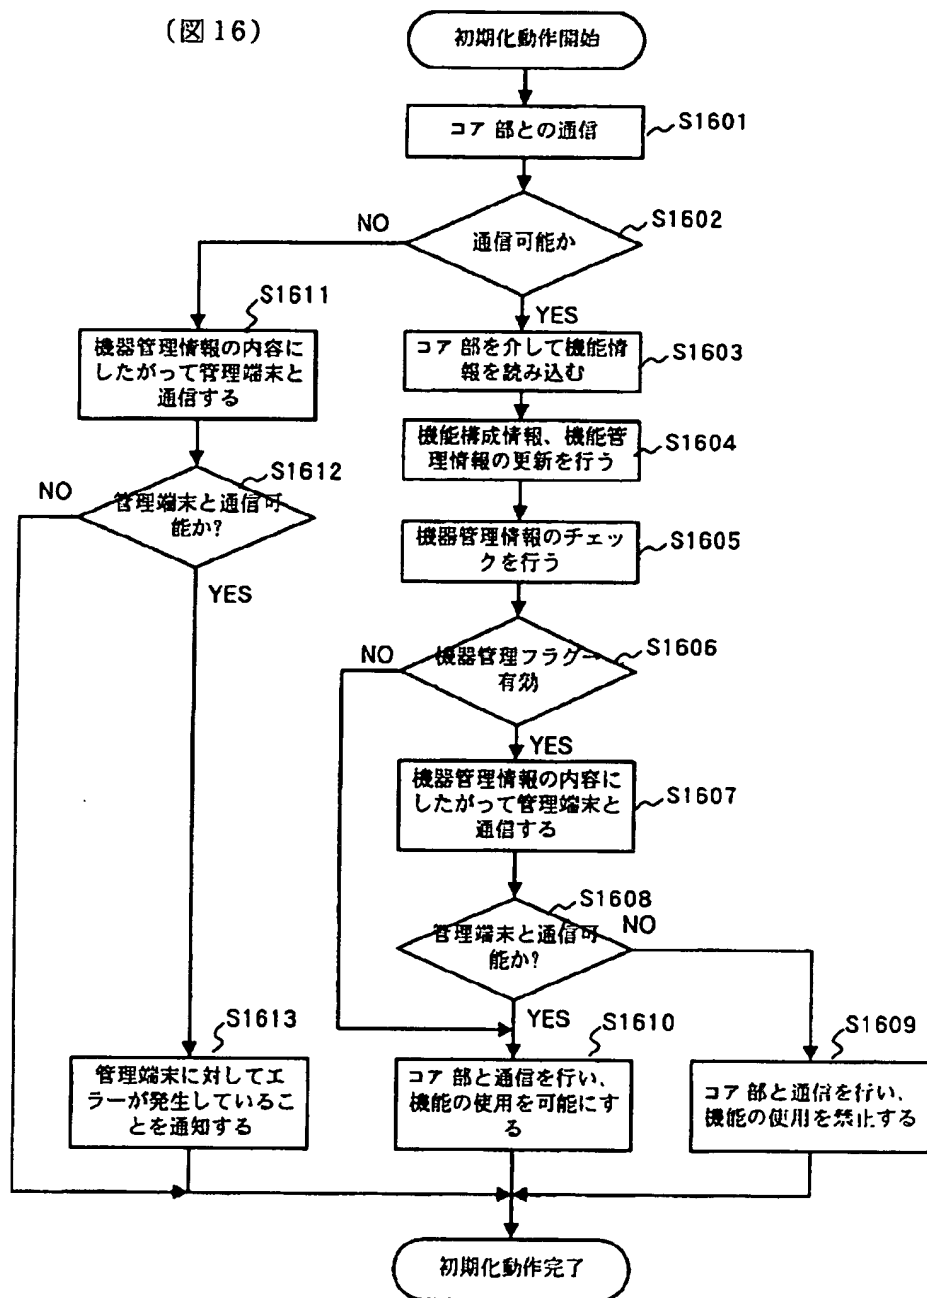 (図16)
初期化動作開始
コア 部との通信
S1601
通信可能か
S1602
NO
YES
コア 部を介して機能情
報を読み込む
S1603
機能構成情報、機能管
理情報の更新を行う
S1604
機器管理情報のチェッ
クを行う
S1605
機器管理フラグー
有効
S1606
NO
YES
機器管理情報の内容に
したがって管理端末と
通信する
S1607
管理端末と通信可
能か?
S1608
NO
YES
コア 部と通信を行い、
機能の使用を禁止する
S1609
コア 部と通信を行い、
機能の使用を可能にす
る
S1610
機器管理情報の内容に
したがって管理端末と
通信する
S1611
管理端末と通信可
能か?
S1612
NO
YES
管理端末に対してエ
ラーが発生しているこ
とを通知する
S1613
初期化動作完了